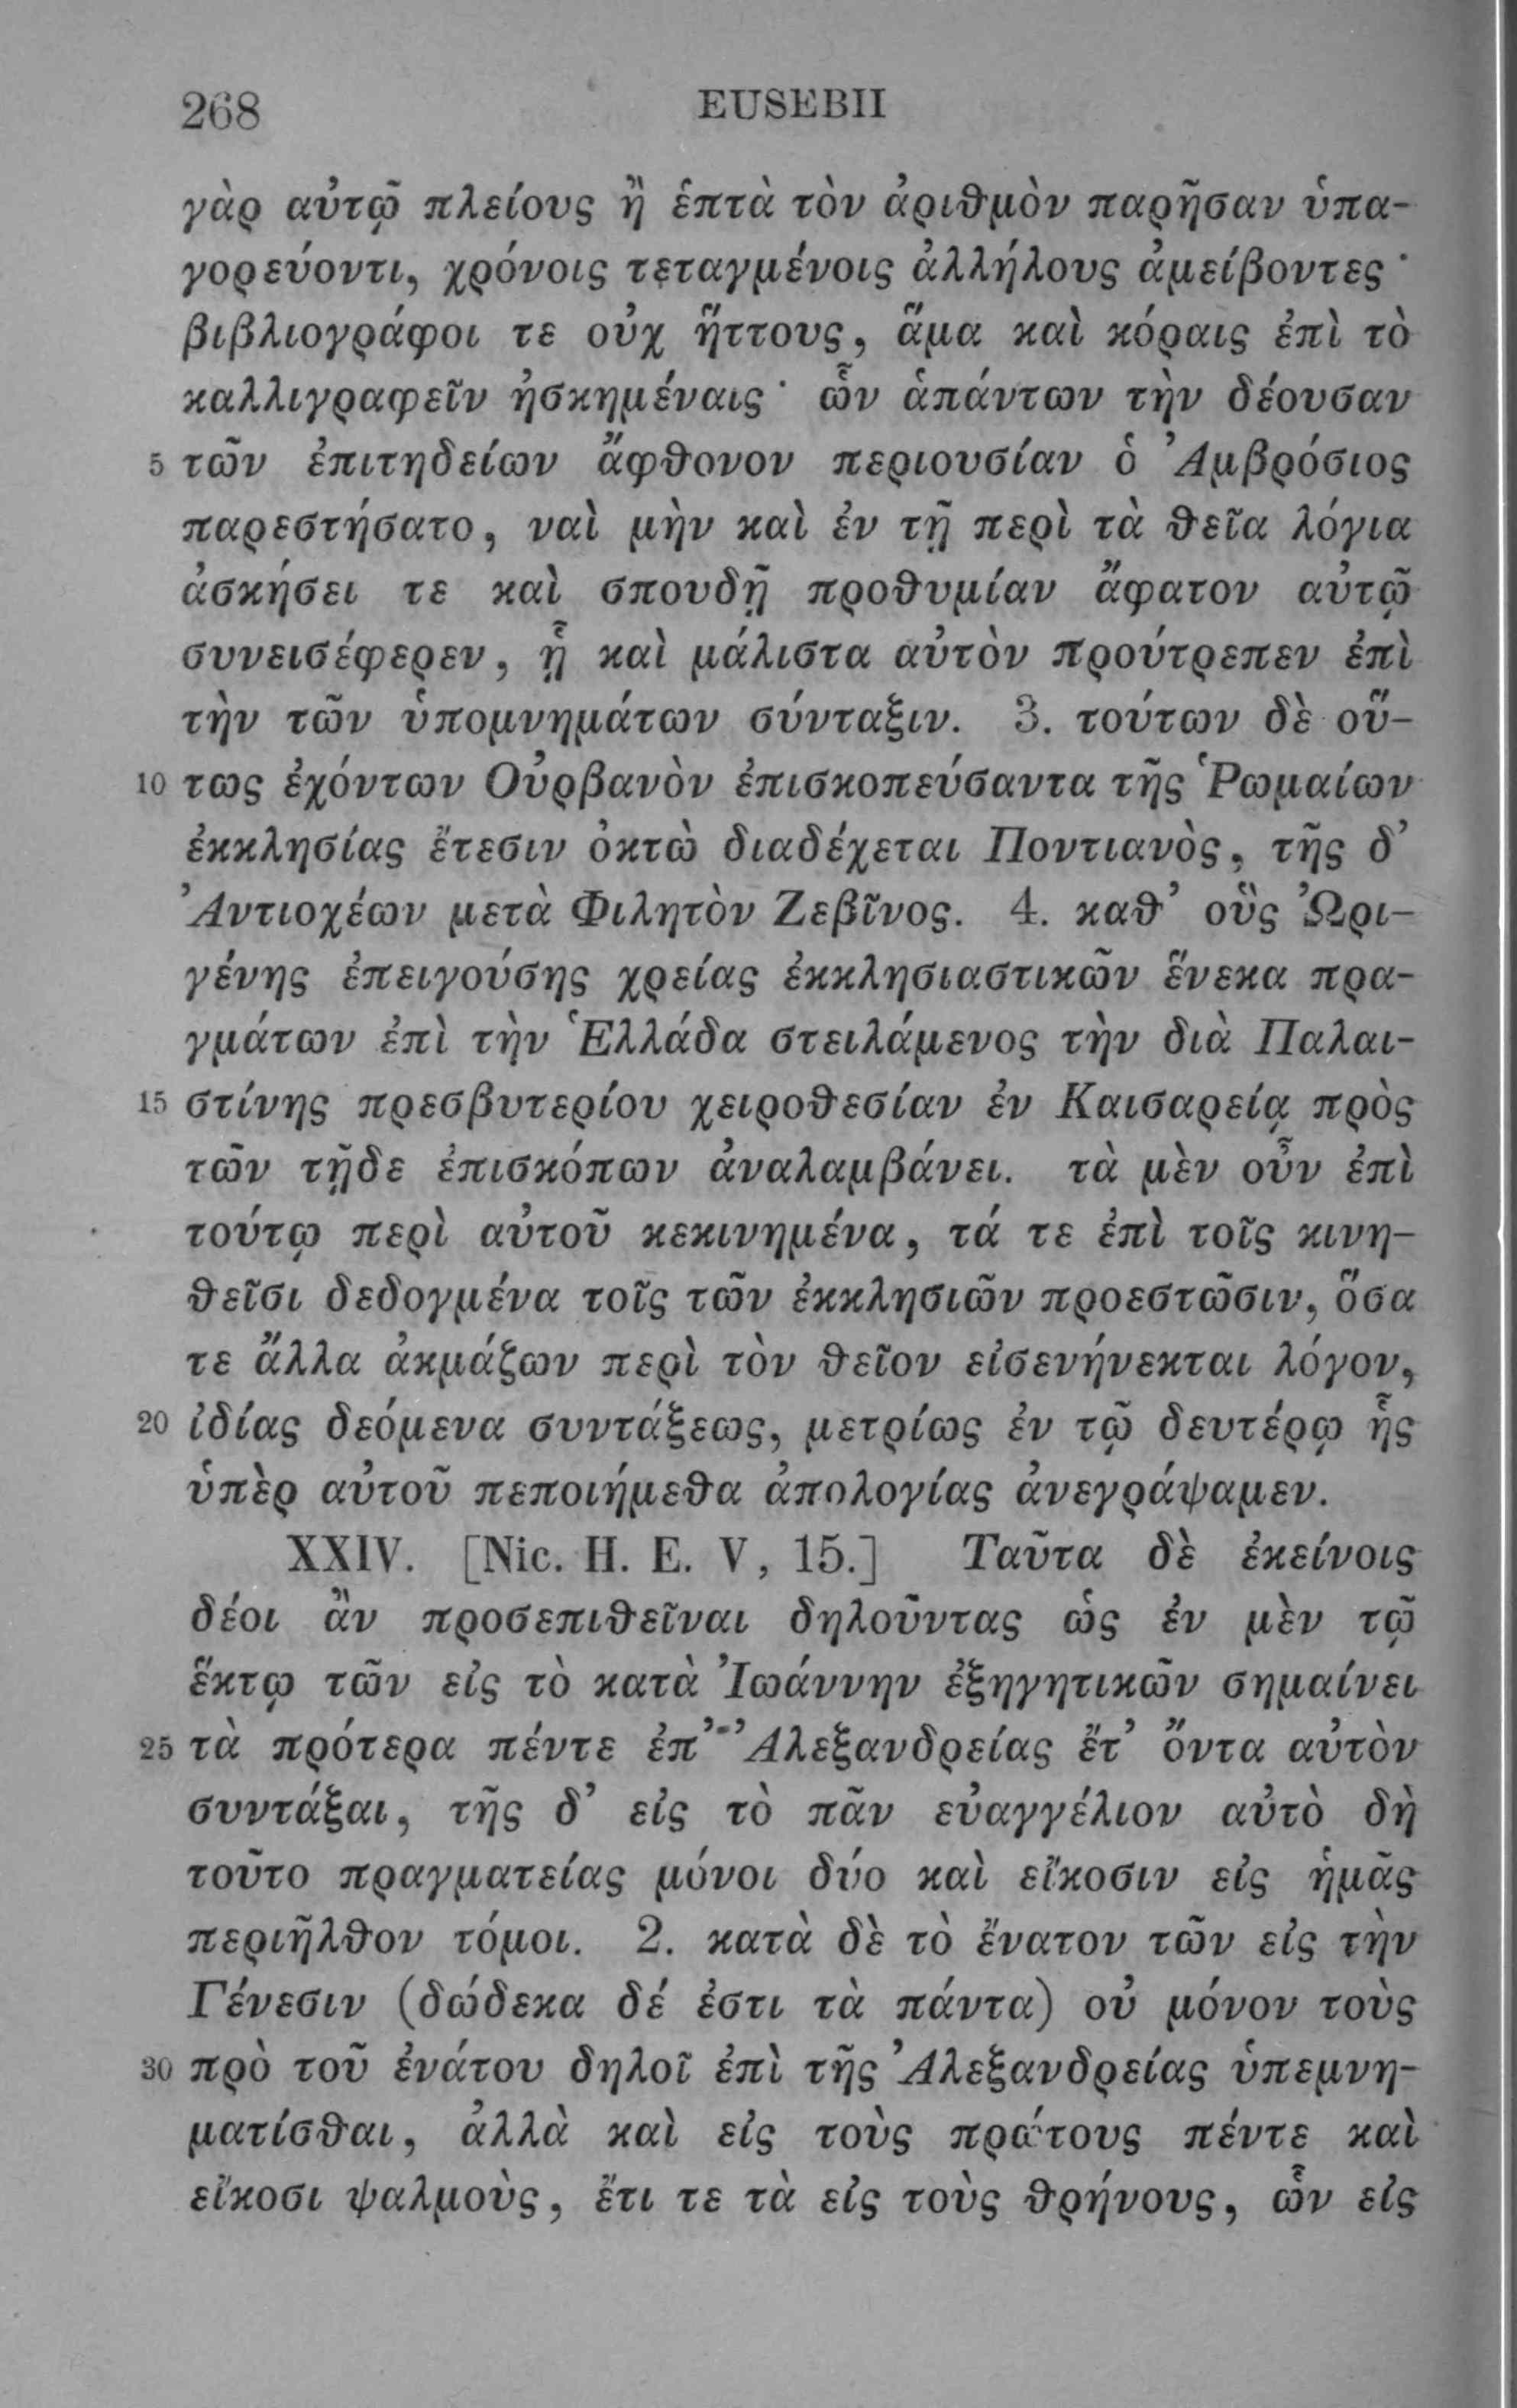 268 EUSEBII
γὰρ αὐτῷ πλείους ἢ ἑπτὰ τὸν ἀριθμὸν παρῆσαν ὑπα-
γορεύοντι, χρόνοις τεταγμένοις ἀλλήλους ἀμείβοντες·
βιβλιογράφοι τε οὐχ ἥττους, ἅμα καὶ κόραις ἐπὶ τὸ
καλλιγραφεῖν ἠσκημέναις· ὧν ἁπάντων τὴν δέουσαν
5 τῶν ἐπιτηδείων ἄφθονον περιουσίαν ὁ Ἀμβρόσιος
παρεστήσατο, ναὶ μὴν καὶ ἐν τῇ περὶ τὰ θεῖα λόγια
ἀσκήσει τε καὶ σπουδῇ προθυμίαν ἄφατον αὐτῷ
συνεισέφερεν, ᾗ καὶ μάλιστα αὐτὸν προύτρεπεν ἐπὶ
τὴν τῶν ὑπομνημάτων σύνταξιν. 3. τούτων δὲ οὕ-
10 τως ἐχόντων Οὐρβανὸν ἐπισκοπεύσαντα τῆς Ῥωμαίων
ἐκκλησίας ἔτεσιν ὀκτὼ διαδέχεται Ποντιανὸς, τῆς δ’
Ἀντιοχέων μετὰ Φιλητὸν Ζεβῖνος. 4. καθ’ οὓς Ὠρι-
γένης ἐπειγούσης χρείας ἐκκλησιαστικῶν ἕνεκα πρα-
γμάτων ἐπὶ τὴν Ἑλλάδα στειλάμενος τὴν διὰ Παλαι-
15 στίνης πρεσβυτερίου χειροθεσίαν ἐν Καισαρείᾳ πρὸς
τῶν τῇδε ἐπισκόπων ἀναλαμβάνει. τὰ μὲν οὖν ἐπὶ
τούτῳ περὶ αὐτοῦ κεκινημένα, τά τε ἐπὶ τοῖς κινη-
θεῖσι δεδογμένα τοῖς τῶν ἐκκλησιῶν προεστῶσιν, ὅσα
τε ἄλλα ἀκμάζων περὶ τὸν θεῖον εἰσενήνεκται λόγον,
20 ἰδίας δεόμενα συντάξεως, μετρίως ἐν τῷ δευτέρῳ ἧς
ὑπὲρ αὐτοῦ πεποιήμεθα ἀπολογίας ἀνεγράψαμεν.
XXIV. [Nic. H. E. V, 15.] Ταῦτα δὲ ἐκείνοις
δέοι ἂν προσεπιθεῖναι δηλοῦντας ὡς ἐν μὲν τῷ
ἕκτῳ τῶν εἰς τὸ κατὰ Ἰωάννην ἐξηγητικῶν σημαίνει
25 τὰ πρότερα πέντε ἐπ’ Ἀλεξανδρείας ἔτ’ ὄντα αὐτὸν
συντάξαι, τῆς δ’ εἰς τὸ πᾶν εὐαγγέλιον αὐτὸ δὴ
τοῦτο πραγματείας μόνοι δύο καὶ εἴκοσιν εἰς ἡμᾶς
περιῆλθον τόμοι. 2. κατὰ δὲ τὸ ἔνατον τῶν εἰς τὴν
Γένεσιν (δώδεκα δέ ἐστι τὰ πάντα) οὐ μόνον τοὺς
30 πρὸ τοῦ ἐνάτου δηλοῖ ἐπὶ τῆς Ἀλεξανδρείας ὑπεμνη-
ματίσθαι, ἀλλὰ καὶ εἰς τοὺς πρώτους πέντε καὶ
εἴκοσι ψαλμοὺς, ἔτι τε τὰ εἰς τοὺς θρήνους, ὧν εἰς